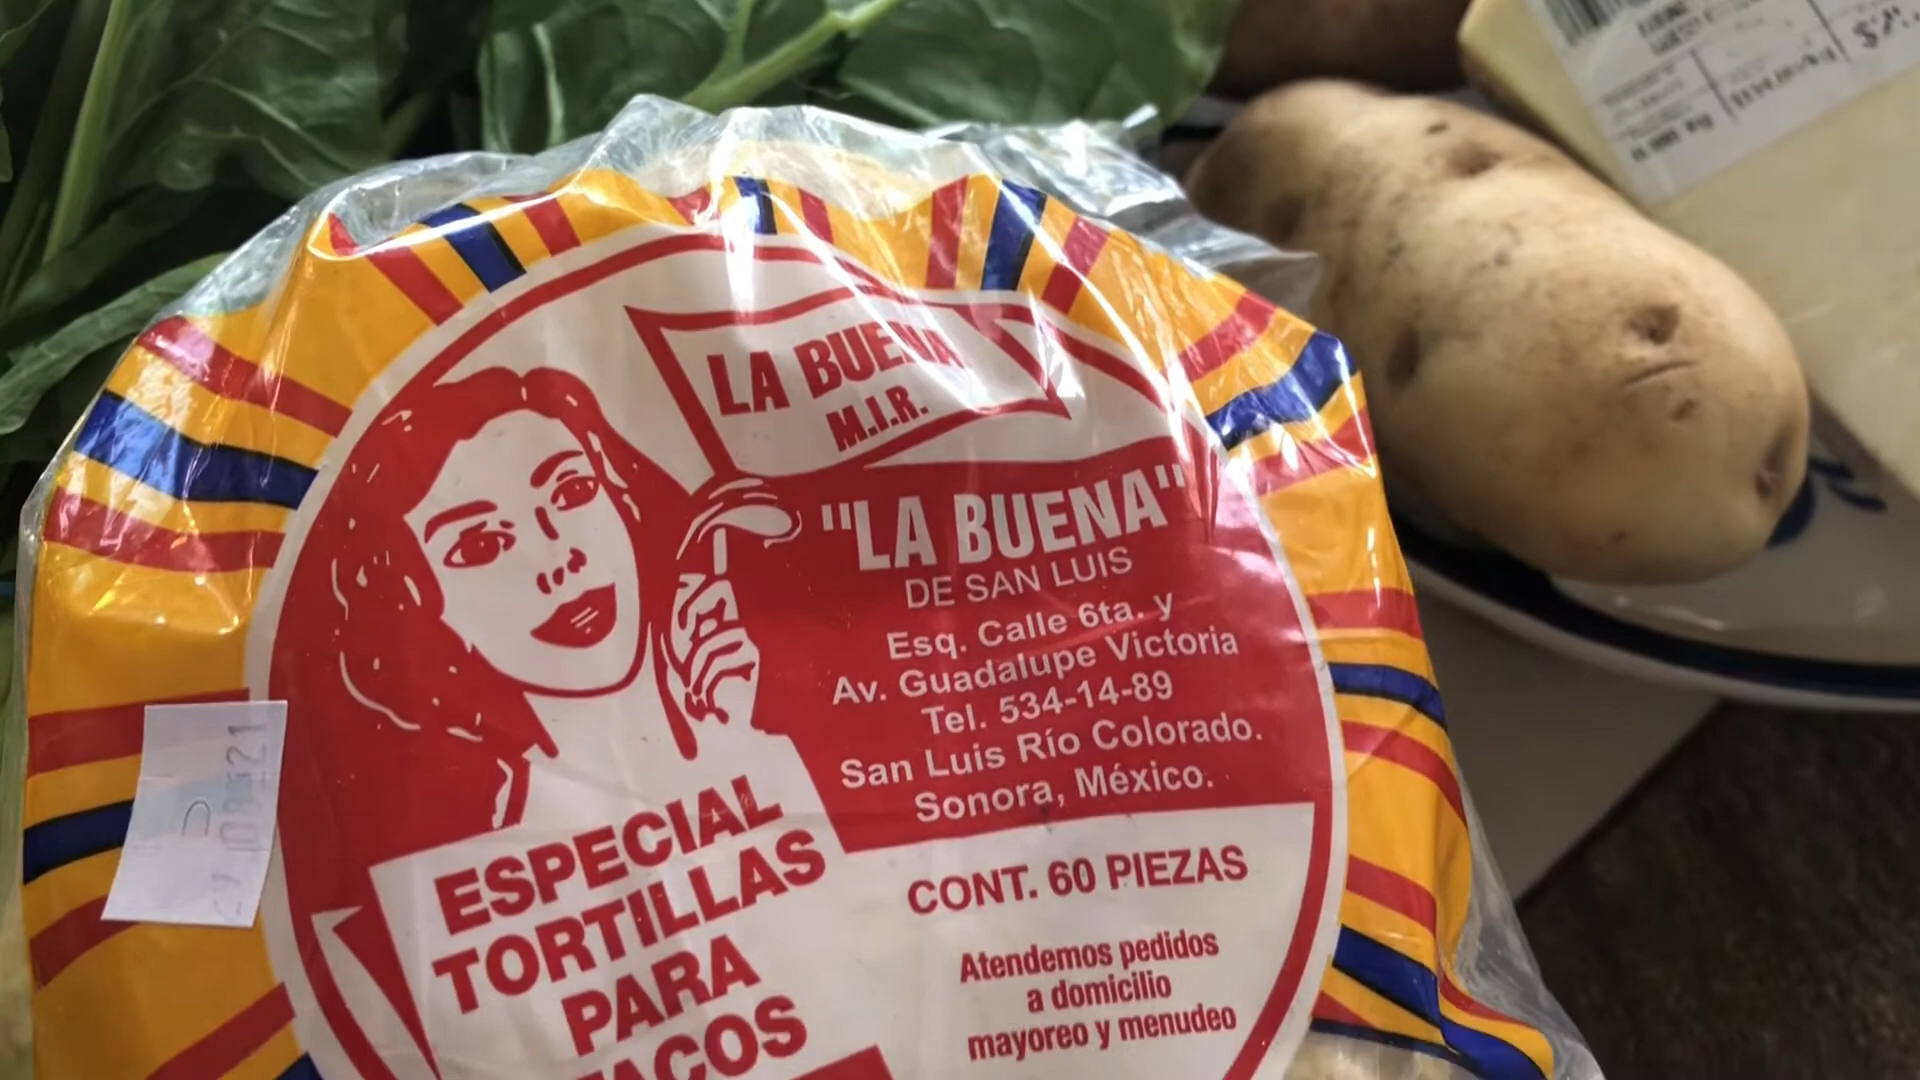 LA BUENA
M.I.R.
"LA BUENA"
DE SAN LUIS
Esq. Calle 6ta. y
Av. Guadalupe Victoria
Tel. 534-14-89
San Luis Río Colorado.
Sonora, México.
ESPECIAL
TORTILLAS
PARA
TACOS
CONT. 60 PIEZAS
Atendemos pedidos
a domicilio
mayoreo y menudeo